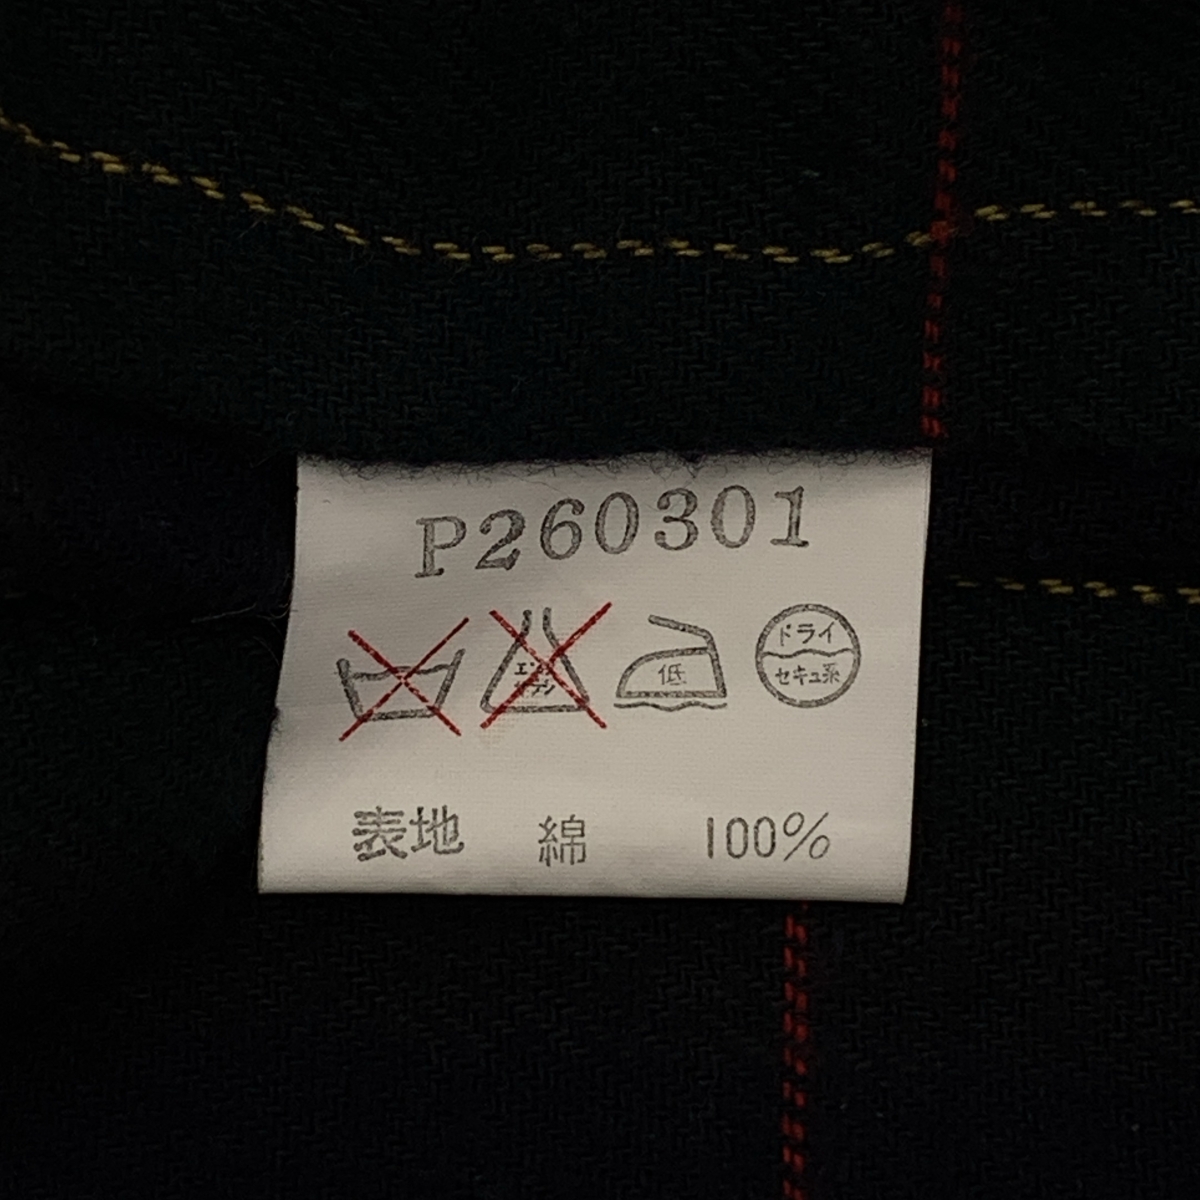 P260301
エンソサラシ
低
ドライ
セキユ系
表地 綿 100%